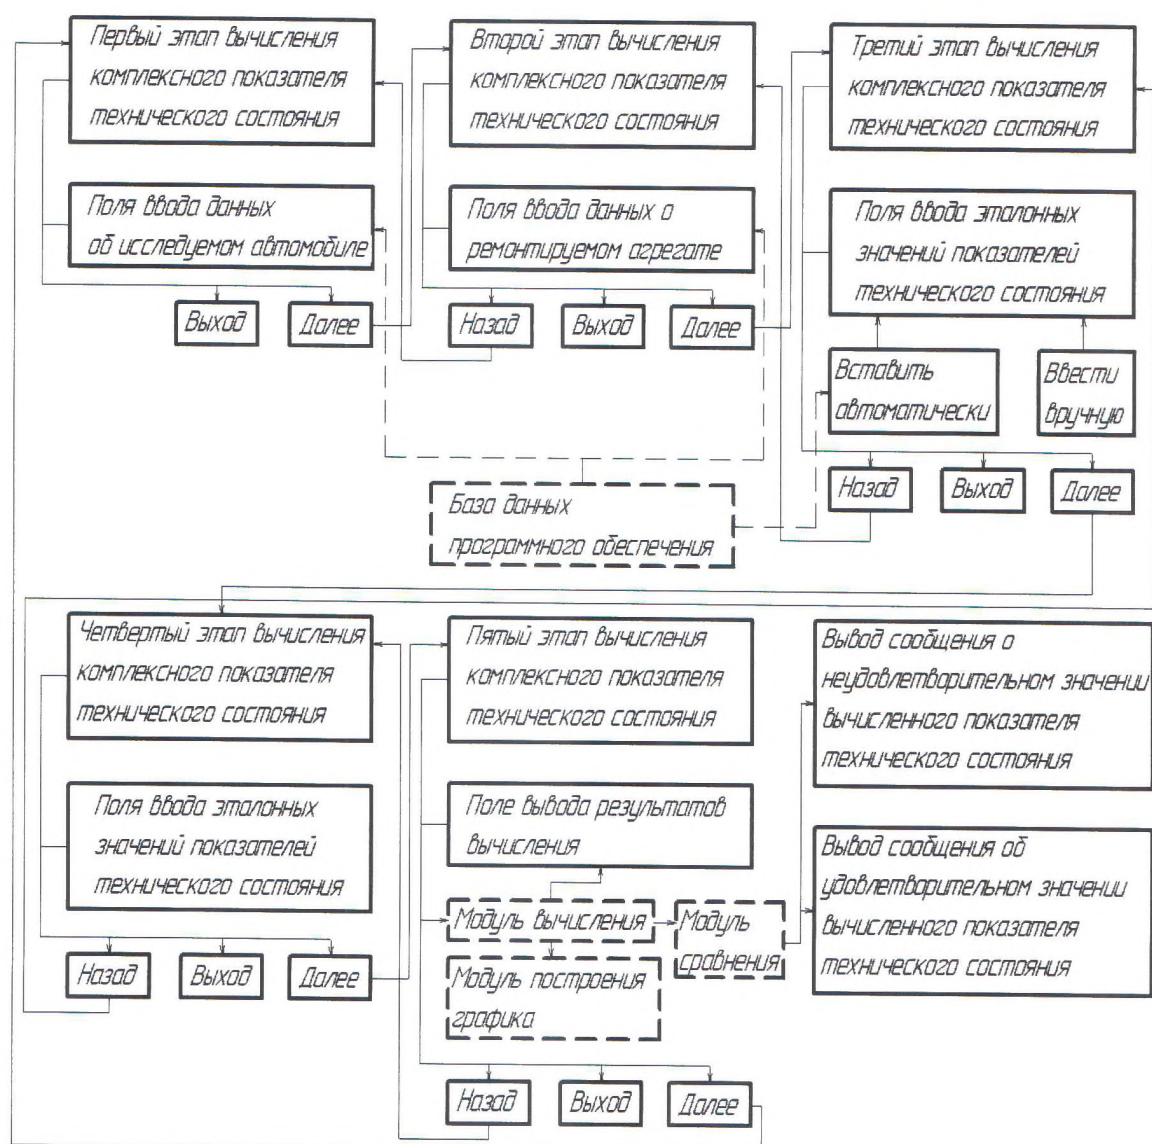 Первый этап вычисления
комплексного показателя
технического состояния
Второй этап вычисления
комплексного показателя
технического состояния
Третий этап вычисления
комплексного показателя
технического состояния
Поля ввода данных
об исследуемом автомобиле
Поля ввода данных о
ремонтируемом агрегате
Поля ввода эталонных
значений показателей
технического состояния
Выход
Далее
Назад
Выход
Далее
Вставить
автоматически
Ввести
вручную
Назад
Выход
Далее
База данных
программного обеспечения
Четвертый этап вычисления
комплексного показателя
технического состояния
Пятый этап вычисления
комплексного показателя
технического состояния
Вывод сообщения о
неудовлетворительном значении
вычисленного показателя
технического состояния
Поля ввода эталонных
значений показателей
технического состояния
Поле вывода результатов
вычисления
Вывод сообщения об
удовлетворительном значении
вычисленного показателя
технического состояния
Модуль вычисления
Модуль
сравнения
Модуль построения
графика
Назад
Выход
Далее
Назад
Выход
Далее